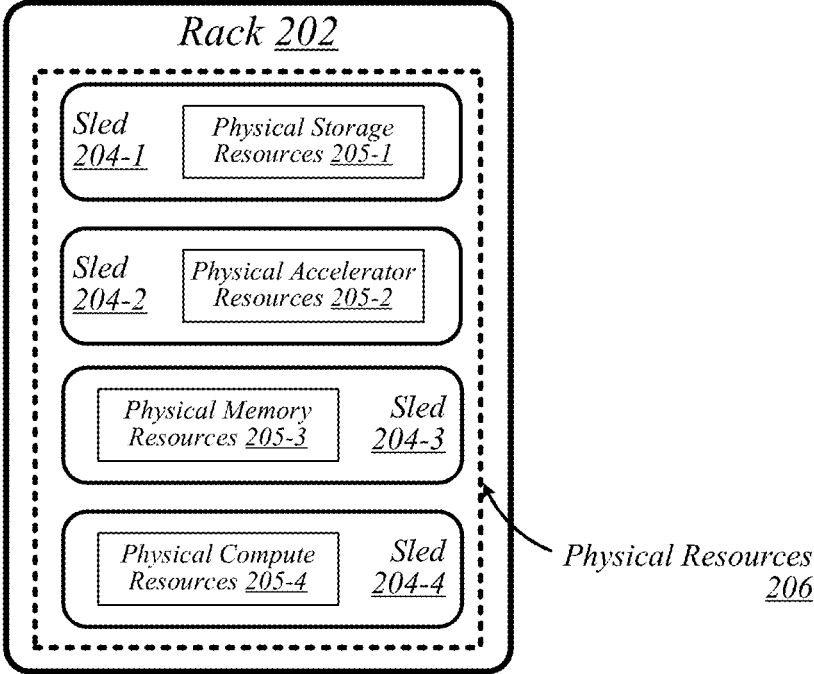 Rack 202
Sled
204-1
Physical Storage
Resources 205-1
Sled
204-2
Physical Accelerator
Resources 205-2
Physical Memory
Resources 205-3
Sled
204-3
Physical Compute
Resources 205-4
Sled
204-4
Physical Resources
206